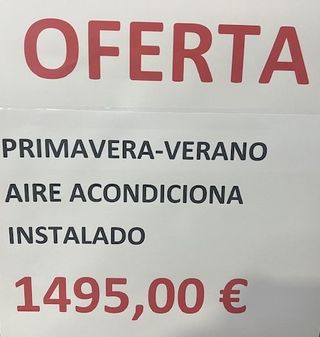 OFERTA
PRIMAVERA-VERANO
AIRE ACONDICIONA
INSTALADO
1495,00 €